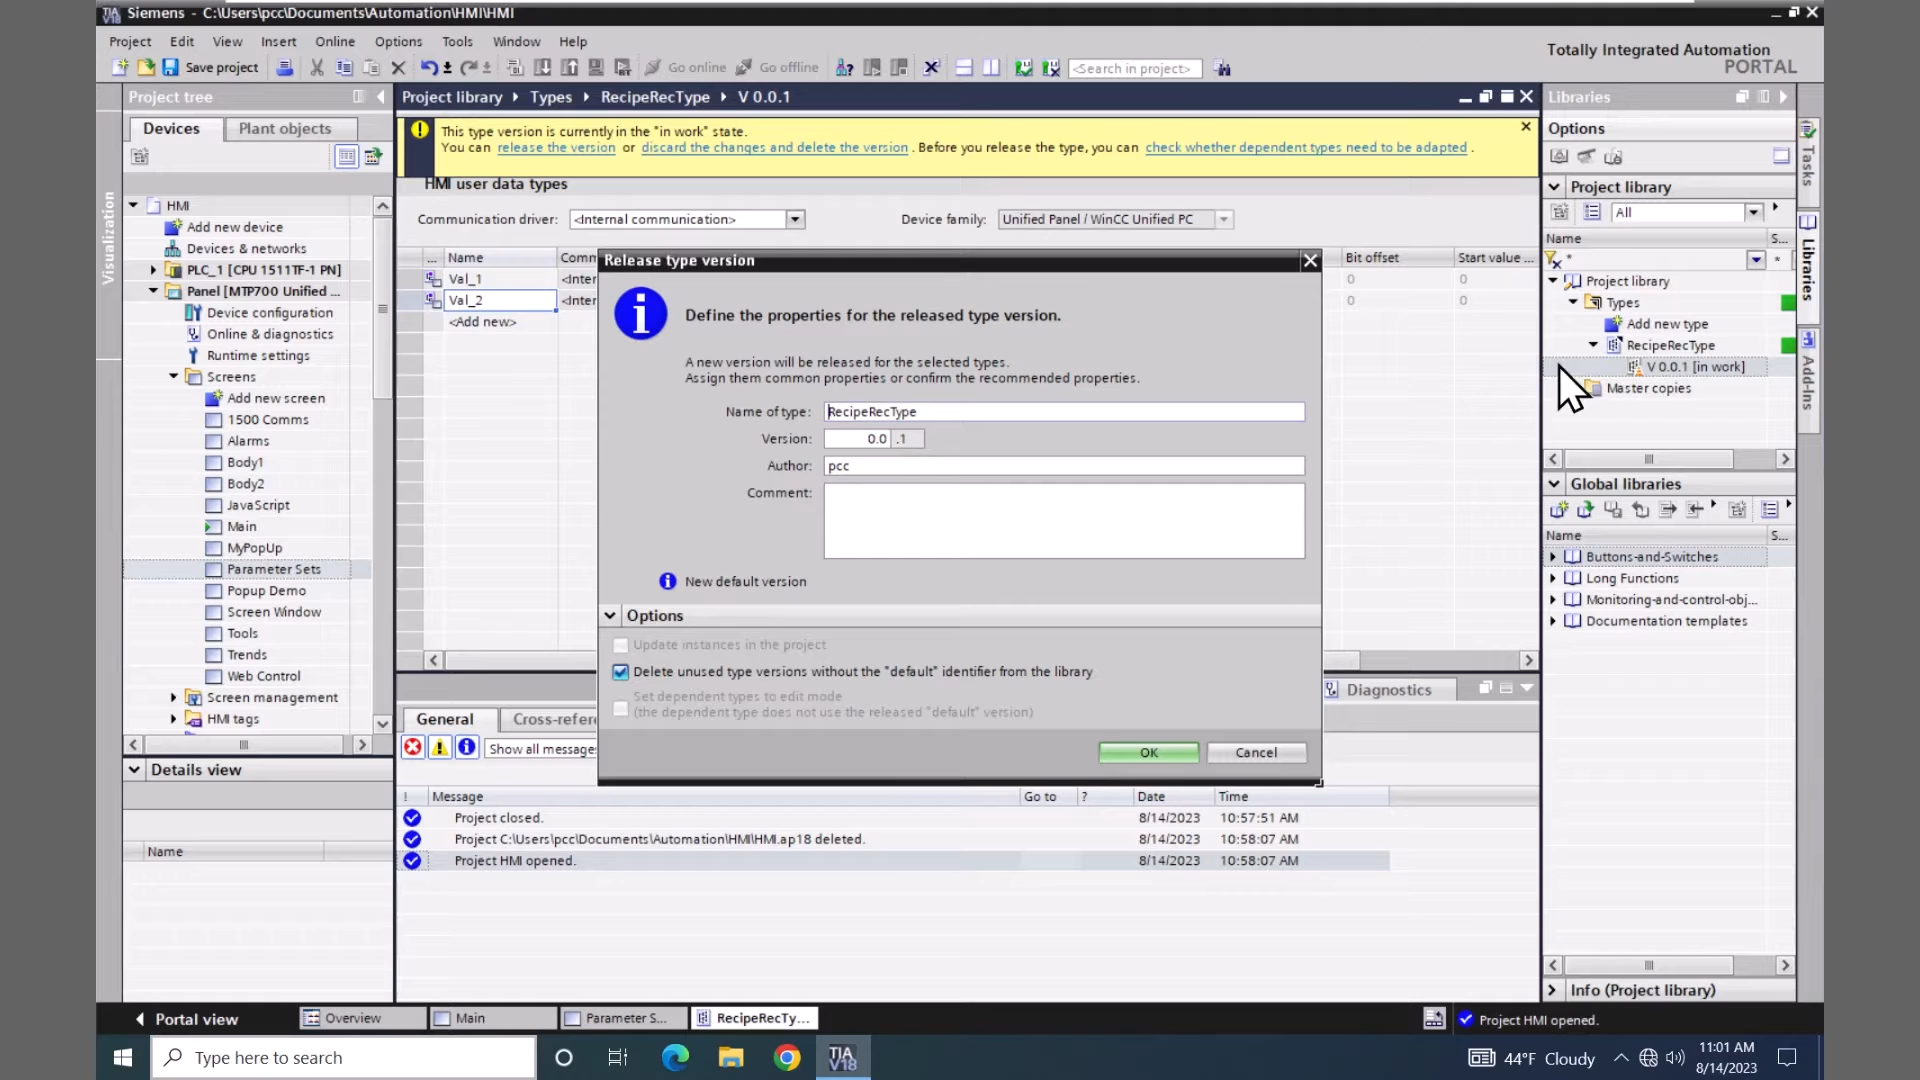 Siemens - C:\Users\pcc\Documents\Automation\HMI\HMI
Project Edit View Insert Online Options Tools Window Help
Totally Integrated Automation
PORTAL
Save project
Go online
Go offline
<Search in project>
Project tree
Devices
Plant objects
Visualization
HMI
Add new device
Devices & networks
PLC_1 [CPU 1511TF-1 PN]
Panel [MTP700 Unified ...
Device configuration
Online & diagnostics
Runtime settings
Screens
Add new screen
1500 Comms
Alarms
Body1
Body2
JavaScript
Main
MyPopUp
Parameter Sets
Popup Demo
Screen Window
Tools
Trends
Web Control
Screen management
HMI tags
Details view
Name
Project library
Types
RecipeRecType
V 0.0.1
This type version is currently in the "in work" state.
You can release the version or discard the changes and delete the version . Before you release the type, you can check whether dependent types need to be adapted .
HMI user data types
Communication driver: <Internal communication>
Device family: Unified Panel / WinCC Unified PC
... Name Comm Bit offset Start value ...
Val_1 <Inter 0 0
Val_2 <Inter 0 0
<Add new>
Release type version
Define the properties for the released type version.
A new version will be released for the selected types.
Assign them common properties or confirm the recommended properties.
Name of type: RecipeRecType
Version: 0.0 .1
Author: pcc
Comment:
New default version
Options
Update instances in the project
Delete unused type versions without the "default" identifier from the library
Set dependent types to edit mode
(the dependent type does not use the released "default" version)
OK
Cancel
Diagnostics
General
Cross-refere
Show all messages
! Message Go to ? Date Time
Project closed. 8/14/2023 10:57:51 AM
Project C:\Users\pcc\Documents\Automation\HMI\HMI.ap18 deleted. 8/14/2023 10:58:07 AM
Project HMI opened. 8/14/2023 10:58:07 AM
Libraries
Options
Project library
All
Name S...
*
*
Project library
Types
Add new type
RecipeRecType
V 0.0.1 [in work]
Master copies
Global libraries
Name S...
Buttons-and-Switches
Long Functions
Monitoring-and-control-obj...
Documentation templates
Info (Project library)
Tasks
Libraries
Add-Ins
Portal view
Overview
Main
Parameter S...
RecipeRecTy...
Project HMI opened.
Type here to search
TIA
V18
44°F Cloudy
11:01 AM
8/14/2023